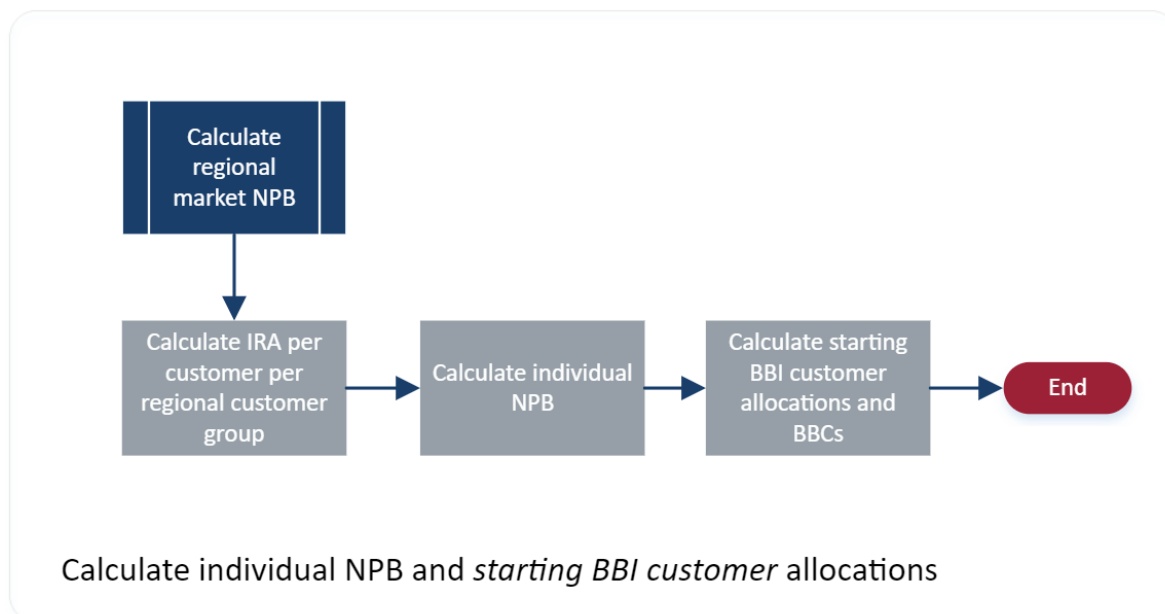 Calculate
regional
market NPB
Calculate IRA per
customer per
regional customer
group
Calculate individual
NPB
Calculate starting
BBI customer
allocations and
BBCs
End
Calculate individual NPB and starting BBI customer allocations